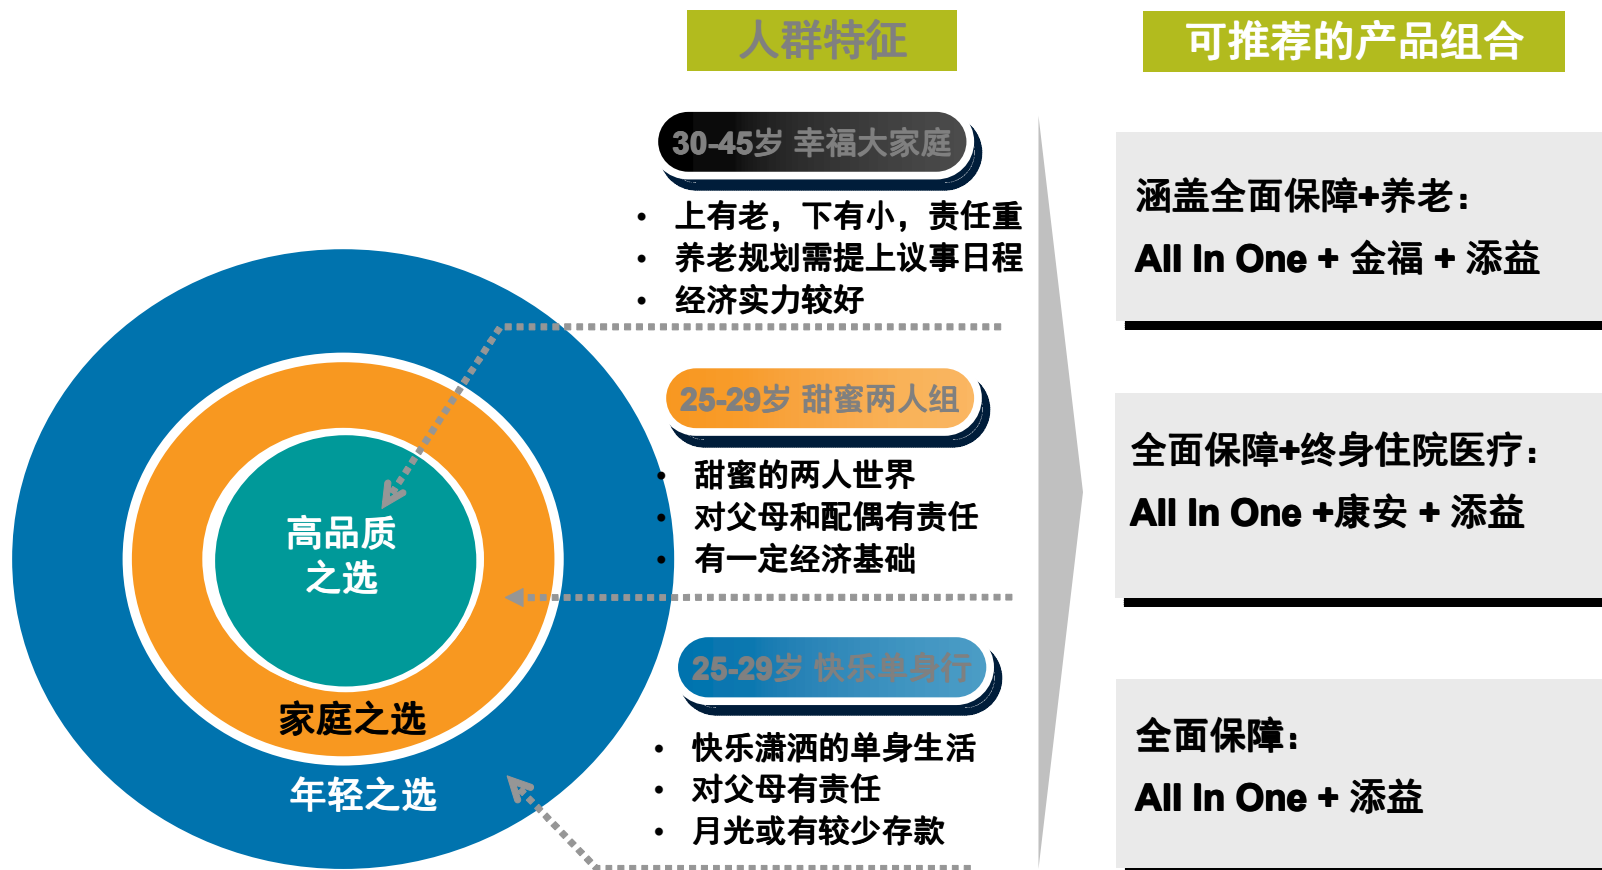 人群特征
可推荐的产品组合
30-45岁 幸福大家庭
• 上有老，下有小，责任重
• 养老规划需提上议事日程
• 经济实力较好
涵盖全面保障+养老：
All In One + 金福 + 添益
25-29岁 甜蜜两人组
• 甜蜜的两人世界
• 对父母和配偶有责任
• 有一定经济基础
全面保障+终身住院医疗：
All In One +康安 + 添益
25-29岁 快乐单身行
• 快乐潇洒的单身生活
• 对父母有责任
• 月光或有较少存款
全面保障：
All In One + 添益
高品质
之选
家庭之选
年轻之选